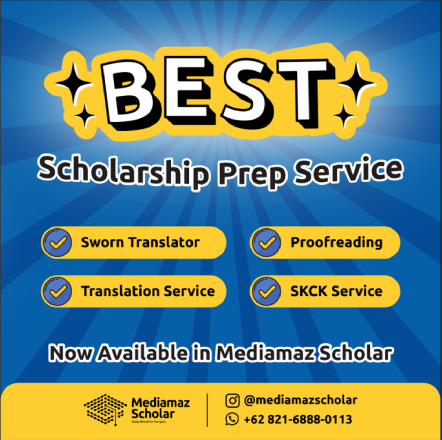 BEST
Scholarship Prep Service
Sworn Translator
Proofreading
Translation Service
SKCK Service
Now Available in Mediamaz Scholar
Mediamaz
Scholar
@mediamazscholar
+62 821-6888-0113